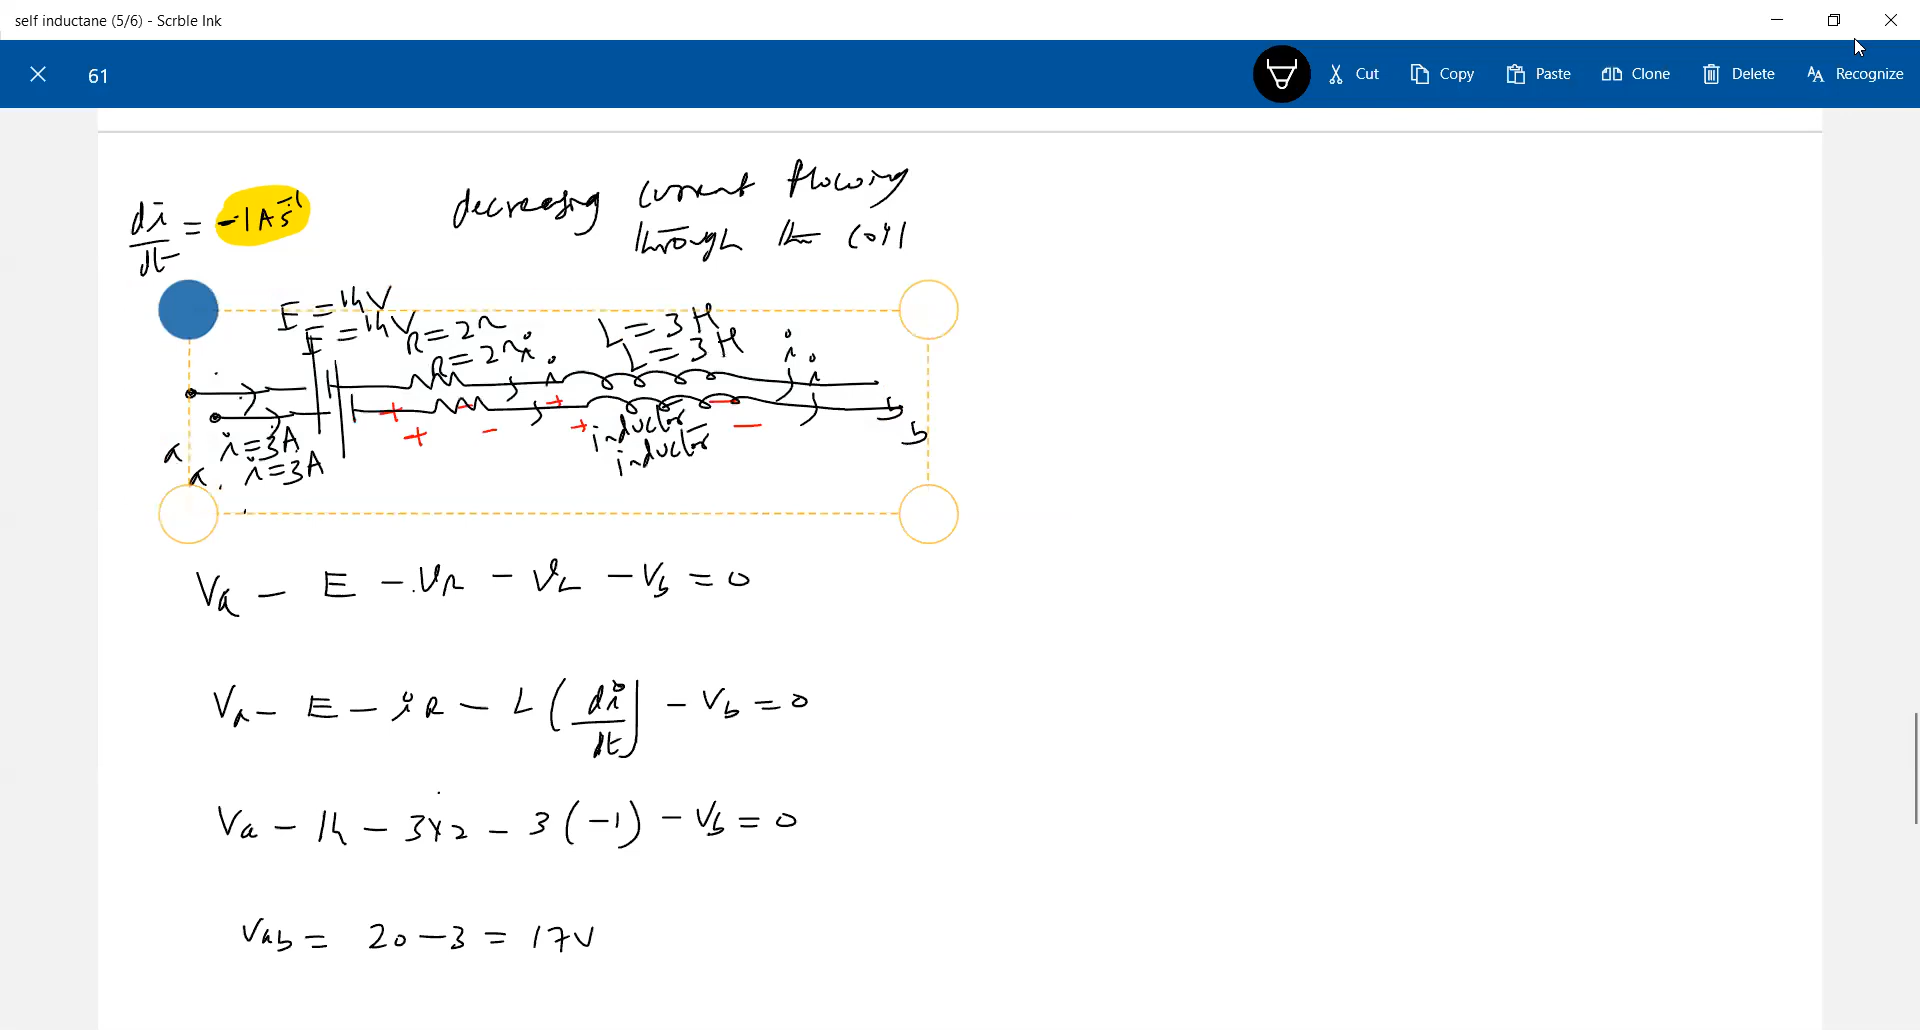 self inductane (5/6) - Scrble Ink
61 Cut Copy Paste Clone Delete Recognize
di/dt = -1 A s⁻¹
decreasing current flowing
through the coil
E = 14V
E = 14V
R = 2Ω
R = 2Ω
L = 3 H
L = 3 H
i i
i i
+ - + -
+ - + -
inductor
inductor
a i = 3A b
a i = 3A b
Va - E - VR - VL - Vb = 0
Va - E - iR - L (di/dt) - Vb = 0
Va - 14 - 3×2 - 3 (-1) - Vb = 0
Vab = 20 - 3 = 17V